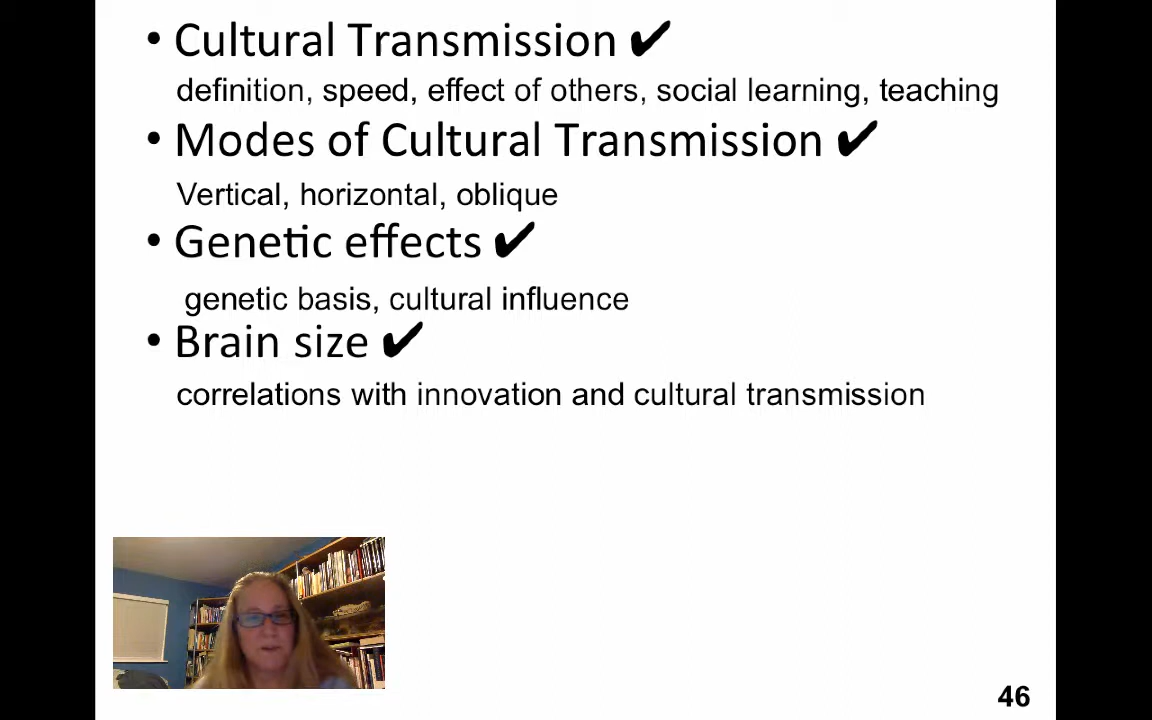 • Cultural Transmission ✔
definition, speed, effect of others, social learning, teaching
• Modes of Cultural Transmission ✔
Vertical, horizontal, oblique
• Genetic effects ✔
genetic basis, cultural influence
• Brain size ✔
correlations with innovation and cultural transmission
46